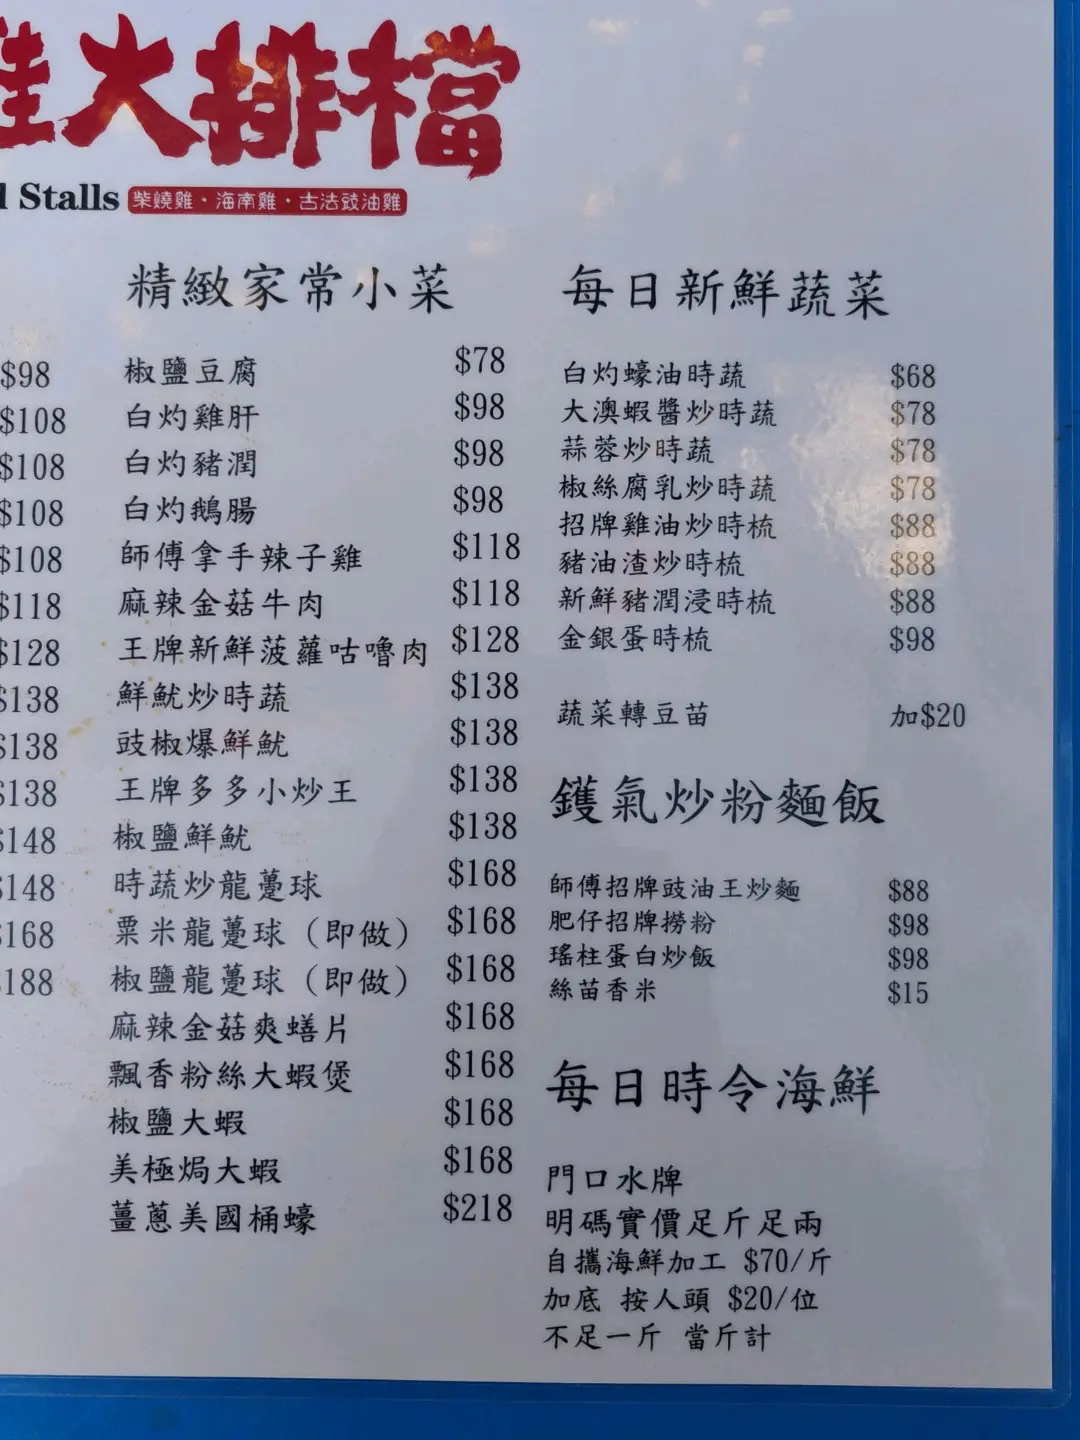 雞大排檔
l Stalls 柴燒雞·海南雞·古法豉油雞
$98
$108
$108
$108
$108
$118
$128
$138
$138
$138
$148
$148
$168
$188
精緻家常小菜
椒鹽豆腐 $78
白灼雞肝 $98
白灼豬潤 $98
白灼鵝腸 $98
師傅拿手辣子雞 $118
麻辣金菇牛肉 $118
王牌新鮮菠蘿咕嚕肉 $128
鮮魷炒時蔬 $138
豉椒爆鮮魷 $138
王牌多多小炒王 $138
椒鹽鮮魷 $138
時蔬炒龍躉球 $168
粟米龍躉球（即做） $168
椒鹽龍躉球（即做） $168
麻辣金菇爽蟮片 $168
飄香粉絲大蝦煲 $168
椒鹽大蝦 $168
美極焗大蝦 $168
薑蔥美國桶蠔 $218
每日新鮮蔬菜
白灼蠔油時蔬 $68
大澳蝦醬炒時蔬 $78
蒜蓉炒時蔬 $78
椒絲腐乳炒時蔬 $78
招牌雞油炒時梳 $88
豬油渣炒時梳 $88
新鮮豬潤浸時梳 $88
金銀蛋時梳 $98
蔬菜轉豆苗 加$20
鑊氣炒粉麵飯
師傅招牌豉油王炒麵 $88
肥仔招牌撈粉 $98
瑤柱蛋白炒飯 $98
絲苗香米 $15
每日時令海鮮
門口水牌
明碼實價足斤足兩
自攜海鮮加工 $70/斤
加底 按人頭 $20/位
不足一斤 當斤計